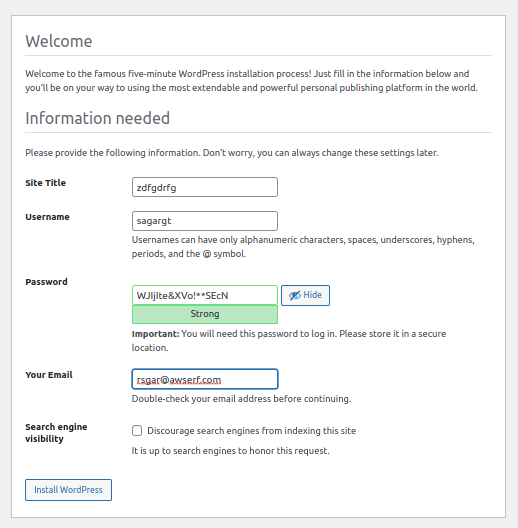 Welcome
Welcome to the famous five-minute WordPress installation process! Just fill in the information below and
you'll be on your way to using the most extendable and powerful personal publishing platform in the world.
Information needed
Please provide the following information. Don't worry, you can always change these settings later.
Site Title
zdfgdrfg
Username
sagargt
Usernames can have only alphanumeric characters, spaces, underscores, hyphens,
periods, and the @ symbol.
Password
WJIjIte&XVo!**SEcN
Hide
Strong
Important: You will need this password to log in. Please store it in a secure
location.
Your Email
rsgar@awserf.com
Double-check your email address before continuing.
Search engine
visibility
Discourage search engines from indexing this site
It is up to search engines to honor this request.
Install WordPress